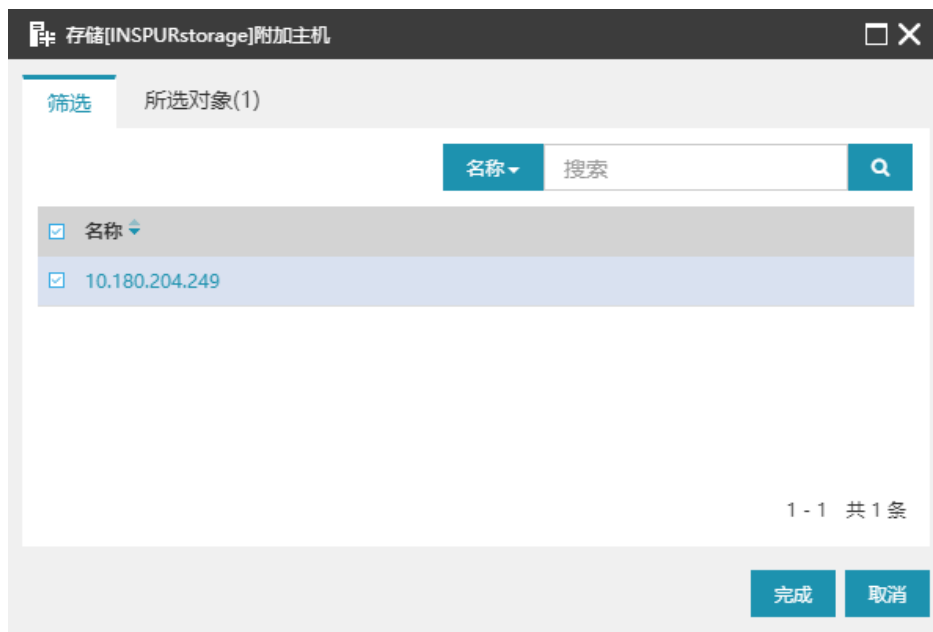 存储[INSPURstorage]附加主机
筛选 所选对象(1)
名称 搜索
名称
10.180.204.249
1 - 1 共 1 条
完成 取消